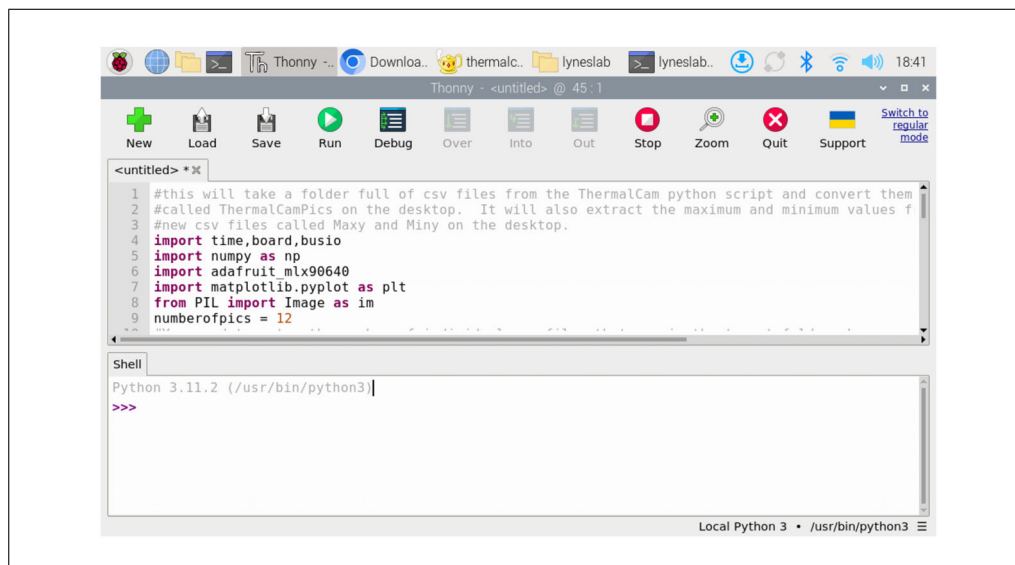 Thonny -.. Downloa.. thermalc.. lyneslab lyneslab.. 18:41
Thonny - <untitled> @ 45:1
New Load Save Run Debug Over Into Out Stop Zoom Quit Support Switch to regular mode
<untitled> *
1 #this will take a folder full of csv files from the ThermalCam python script and convert them
2 #called ThermalCamPics on the desktop.  It will also extract the maximum and minimum values f
3 #new csv files called Maxy and Miny on the desktop.
4 import time,board,busio
5 import numpy as np
6 import adafruit_mlx90640
7 import matplotlib.pyplot as plt
8 from PIL import Image as im
9 numberofpics = 12
Shell
Python 3.11.2 (/usr/bin/python3)
>>>
Local Python 3 • /usr/bin/python3 ☰